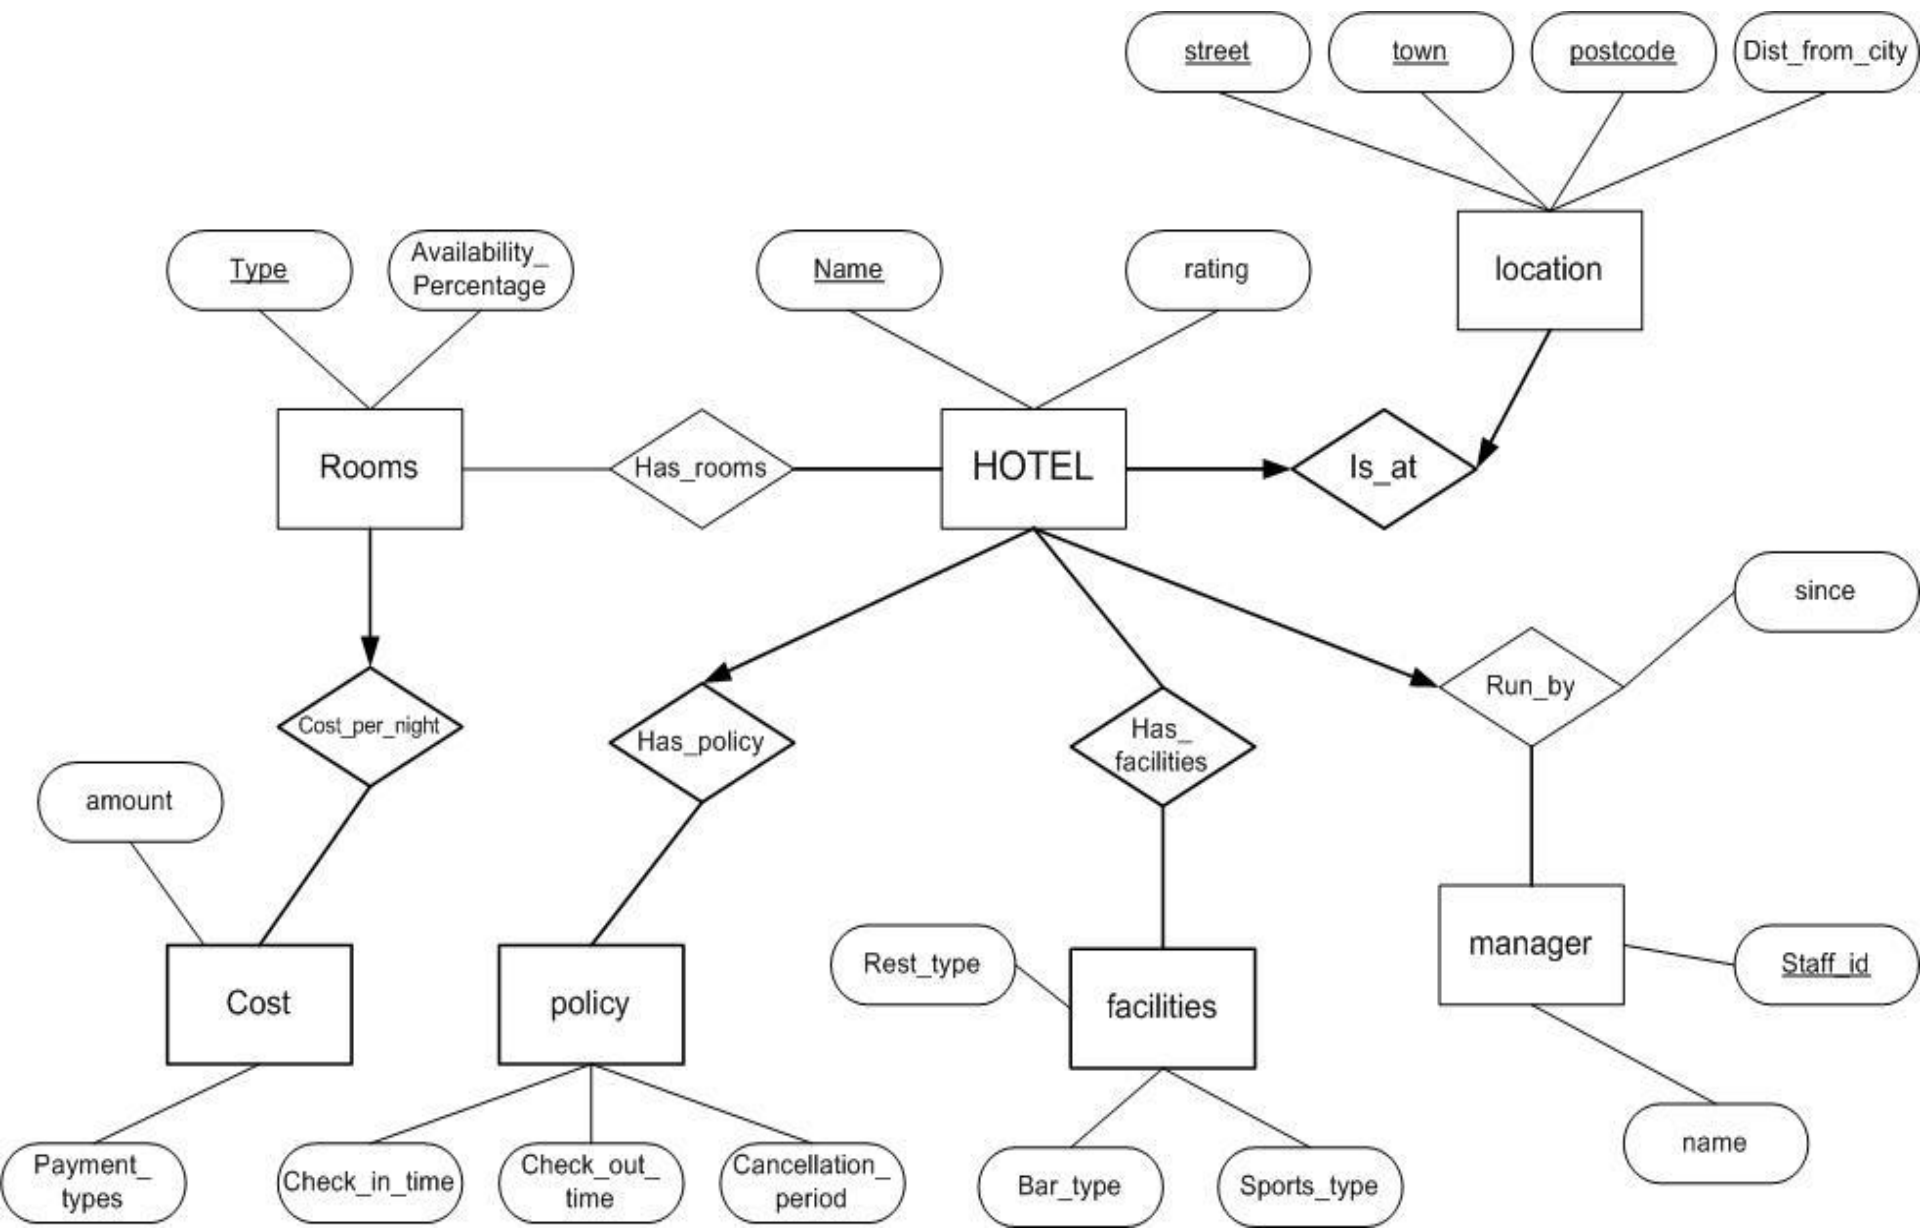 street
town
postcode
Dist_from_city
Type
Availability_
Percentage
Name
rating
location
Rooms
Has_rooms
HOTEL
Is_at
since
Run_by
Cost_per_night
Has_policy
Has_
facilities
amount
Rest_type
manager
Staff_id
Cost
policy
facilities
name
Payment_
types
Check_in_time
Check_out_
time
Cancellation_
period
Bar_type
Sports_type